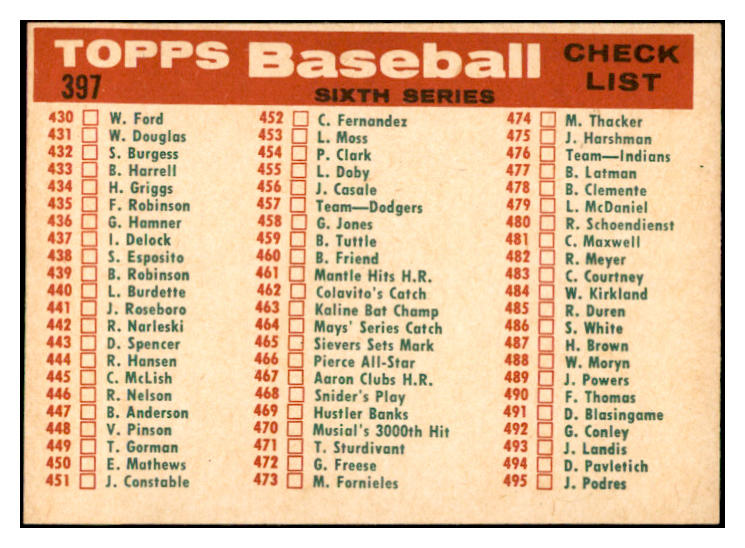 TOPPS Baseball CHECK LIST
397 SIXTH SERIES
430 W. Ford
431 W. Douglas
432 S. Burgess
433 B. Harrell
434 H. Griggs
435 F. Robinson
436 G. Hamner
437 I. Delock
438 S. Esposito
439 B. Robinson
440 L. Burdette
441 J. Roseboro
442 R. Narleski
443 D. Spencer
444 R. Hansen
445 C. McLish
446 R. Nelson
447 B. Anderson
448 V. Pinson
449 T. Gorman
450 E. Mathews
451 J. Constable
452 C. Fernandez
453 L. Moss
454 P. Clark
455 L. Doby
456 J. Casale
457 Team—Dodgers
458 G. Jones
459 B. Tuttle
460 B. Friend
461 Mantle Hits H.R.
462 Colavito's Catch
463 Kaline Bat Champ
464 Mays' Series Catch
465 Sievers Sets Mark
466 Pierce All-Star
467 Aaron Clubs H.R.
468 Snider's Play
469 Hustler Banks
470 Musial's 3000th Hit
471 T. Sturdivant
472 G. Freese
473 M. Fornieles
474 M. Thacker
475 J. Harshman
476 Team—Indians
477 B. Latman
478 B. Clemente
479 L. McDaniel
480 R. Schoendienst
481 C. Maxwell
482 R. Meyer
483 C. Courtney
484 W. Kirkland
485 R. Duren
486 S. White
487 H. Brown
488 W. Moryn
489 J. Powers
490 F. Thomas
491 D. Blasingame
492 G. Conley
493 J. Landis
494 D. Pavletich
495 J. Podres